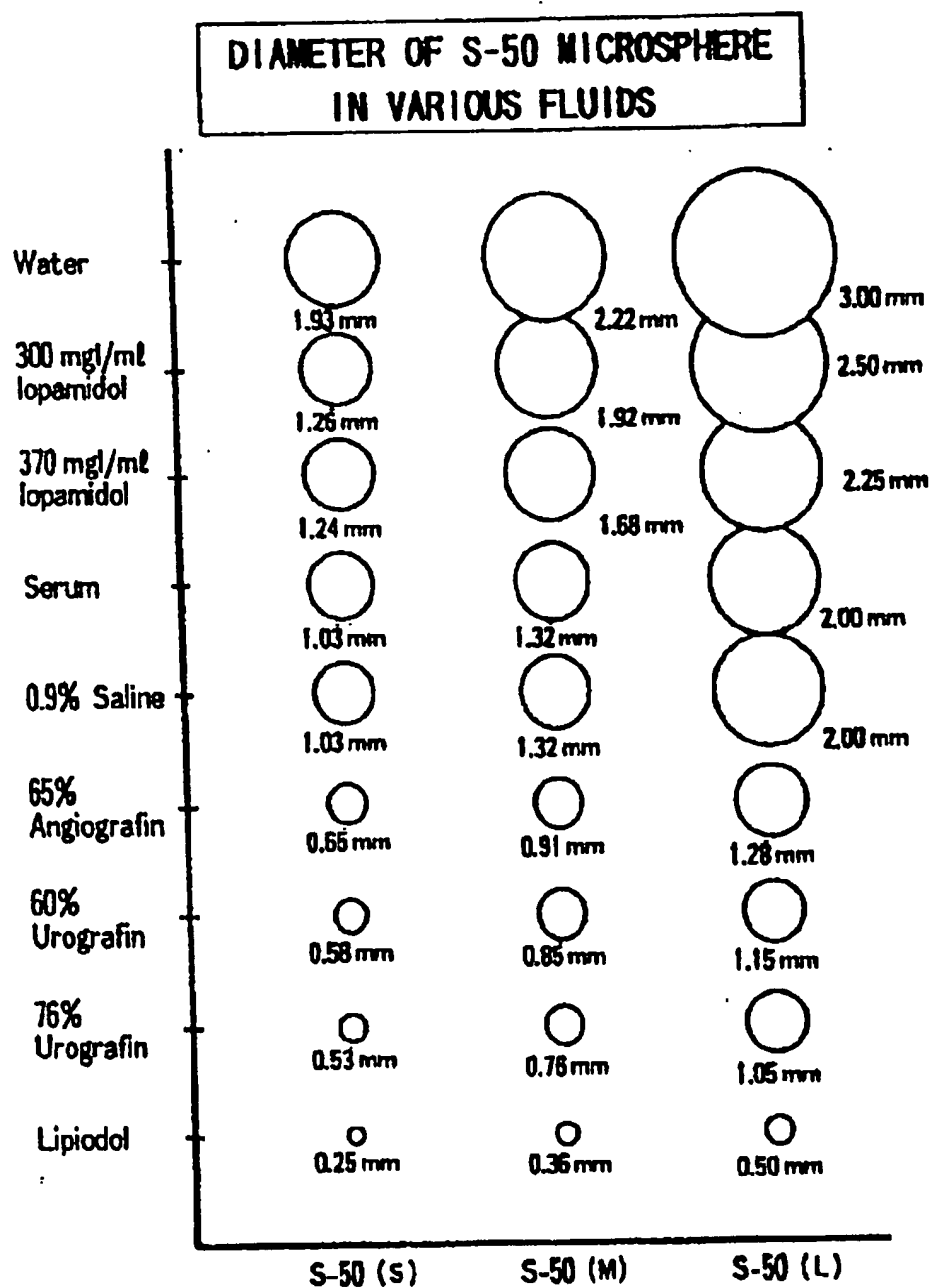 DIAMETER OF S-50 MICROSPHERE
IN VARIOUS FLUIDS
Water
1.93 mm
2.22 mm
3.00 mm
300 mgI/mℓ
Iopamidol
1.26 mm
1.92 mm
2.50 mm
370 mgI/mℓ
Iopamidol
1.24 mm
1.68 mm
2.25 mm
Serum
1.03 mm
1.32 mm
2.00 mm
0.9% Saline
1.03 mm
1.32 mm
2.00 mm
65%
Angiografin
0.65 mm
0.91 mm
1.28 mm
60%
Urografin
0.58 mm
0.85 mm
1.15 mm
76%
Urografin
0.53 mm
0.76 mm
1.05 mm
Lipiodol
0.25 mm
0.36 mm
0.50 mm
S-50 (S)
S-50 (M)
S-50 (L)